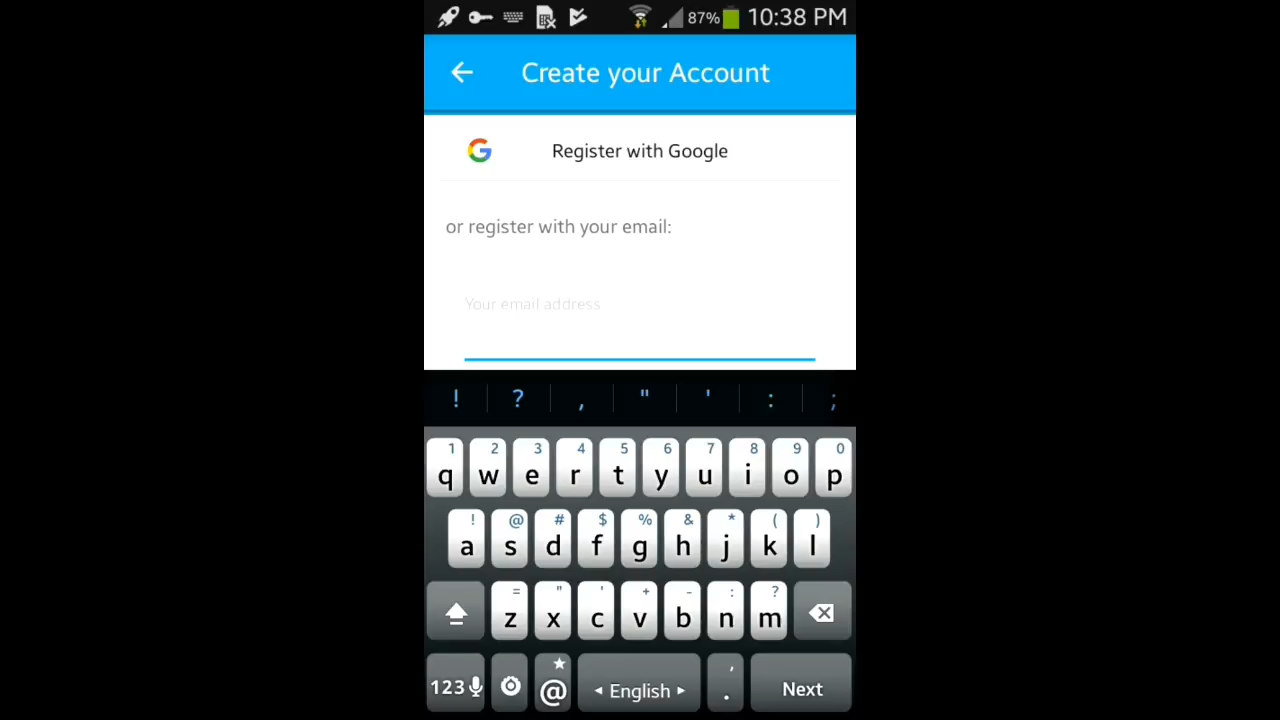 87% 10:38 PM
Create your Account
Register with Google
or register with your email:
Your email address
! ? , " ' : ;
1 2 3 4 5 6 7 8 9 0
q w e r t y u i o p
! @ # $ % & * ( )
a s d f g h j k l
= " ' + - : ?
z x c v b n m
123 @ English . , Next